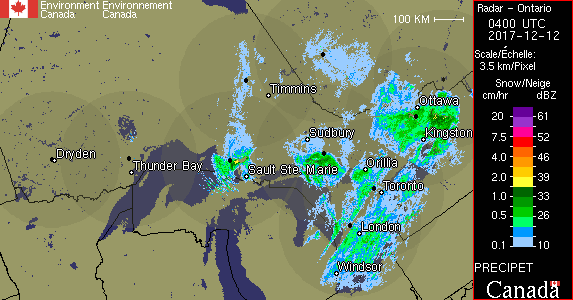 Environment Environnement
Canada Canada
100 KM
Timmins
Ottawa
Sudbury
Kingston
Dryden
Thunder Bay
Orillia
Sault Ste. Marie
Toronto
London
Windsor
Radar - Ontario
0400 UTC
2017-12-12
Scale/Échelle:
3.5 km/Pixel
Snow/Neige
cm/hr dBZ
20 61
7.5 52
4.0 46
2.0 39
1.0 33
0.5 26
0.1 10
PRECIPET
Canada